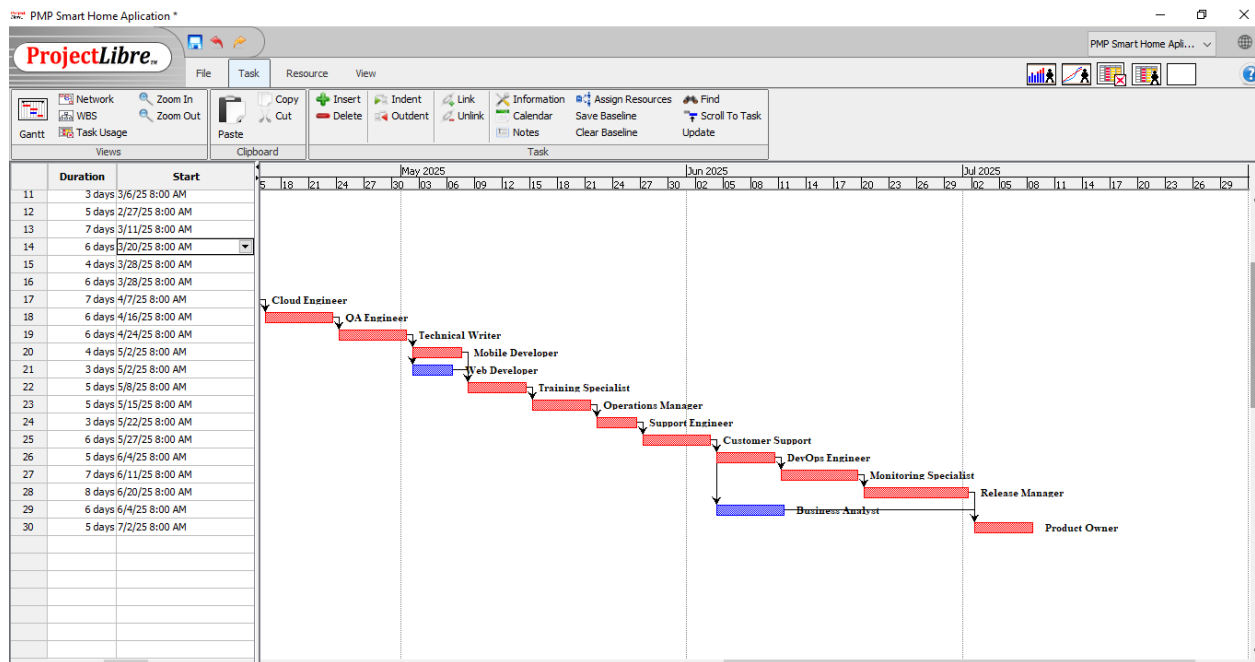 PMP Smart Home Aplication *
ProjectLibre™
PMP Smart Home Apli...
File Task Resource View
Gantt
Network
WBS
Task Usage
Zoom In
Zoom Out
Views
Paste
Copy
Cut
Clipboard
Insert Indent Link Information Assign Resources Find
Delete Outdent Unlink Calendar Save Baseline Scroll To Task
Notes Clear Baseline Update
Task
Duration Start
May 2025 Jun 2025 Jul 2025
5 18 21 24 27 30 03 06 09 12 15 18 21 24 27 30 02 05 08 11 14 17 20 23 26 29 02 05 08 11 14 17 20 23 26 29
11 3 days 3/6/25 8:00 AM
12 5 days 2/27/25 8:00 AM
13 7 days 3/11/25 8:00 AM
14 6 days 3/20/25 8:00 AM
15 4 days 3/28/25 8:00 AM
16 6 days 3/28/25 8:00 AM
17 7 days 4/7/25 8:00 AM Cloud Engineer
18 6 days 4/16/25 8:00 AM QA Engineer
19 6 days 4/24/25 8:00 AM Technical Writer
20 4 days 5/2/25 8:00 AM Mobile Developer
21 3 days 5/2/25 8:00 AM Web Developer
22 5 days 5/8/25 8:00 AM Training Specialist
23 5 days 5/15/25 8:00 AM Operations Manager
24 3 days 5/22/25 8:00 AM Support Engineer
25 6 days 5/27/25 8:00 AM Customer Support
26 5 days 6/4/25 8:00 AM DevOps Engineer
27 7 days 6/11/25 8:00 AM Monitoring Specialist
28 8 days 6/20/25 8:00 AM Release Manager
29 6 days 6/4/25 8:00 AM Business Analyst
30 5 days 7/2/25 8:00 AM Product Owner